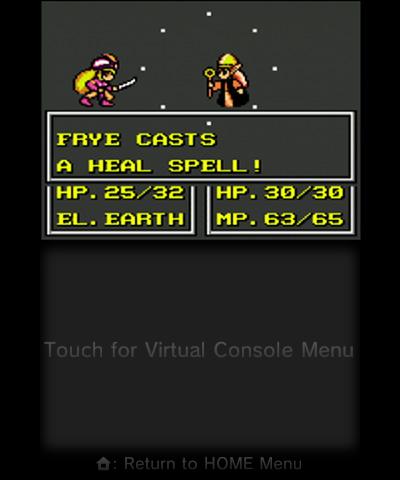 FRYE CASTS
A HEAL SPELL!
HP.25/32 HP.30/30
EL.EARTH MP.63/65
Touch for Virtual Console Menu
: Return to HOME Menu